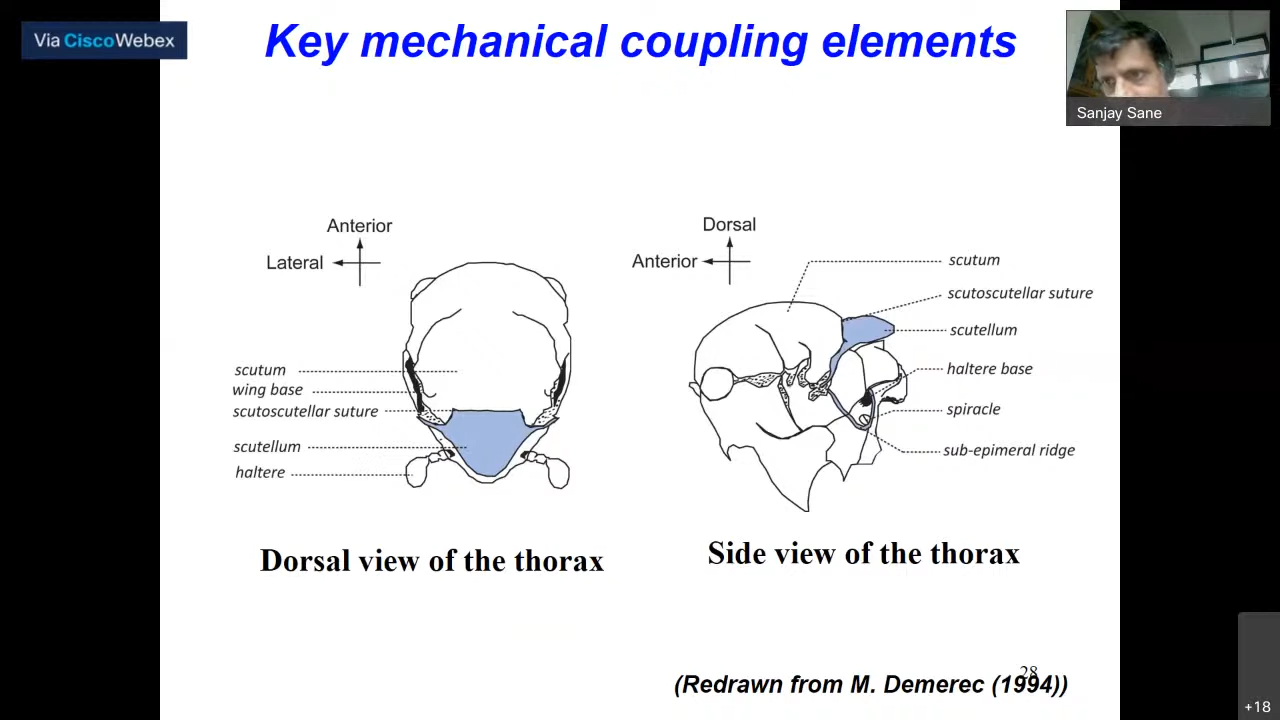 Via CiscoWebex
Key mechanical coupling elements
Sanjay Sane
Anterior
Lateral
scutum
wing base
scutoscutellar suture
scutellum
haltere
Dorsal view of the thorax
Dorsal
Anterior
scutum
scutoscutellar suture
scutellum
haltere base
spiracle
sub-epimeral ridge
Side view of the thorax
28
(Redrawn from M. Demerec (1994))
+18